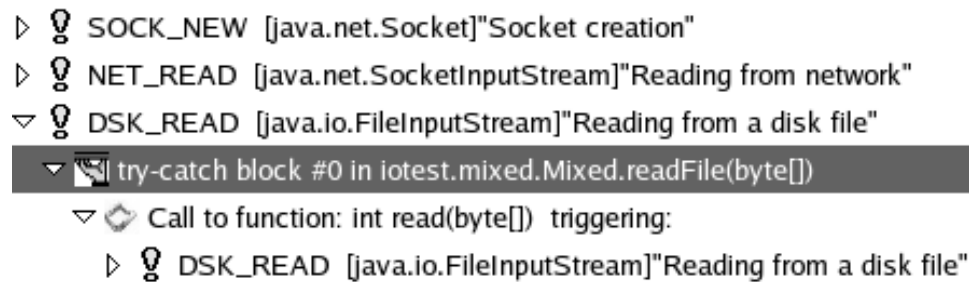 SOCK_NEW [java.net.Socket]"Socket creation"
NET_READ [java.net.SocketInputStream]"Reading from network"
DSK_READ [java.io.FileInputStream]"Reading from a disk file"
try-catch block #0 in iotest.mixed.Mixed.readFile(byte[])
Call to function: int read(byte[]) triggering:
DSK_READ [java.io.FileInputStream]"Reading from a disk file"